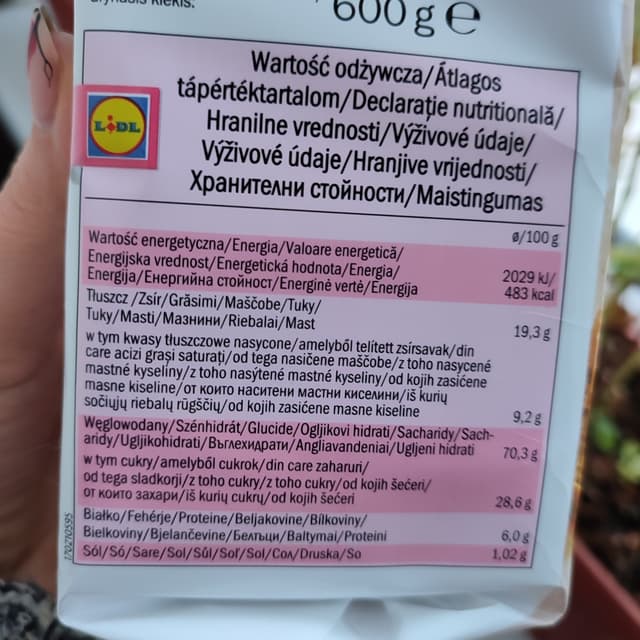 600 g ℮
Wartość odżywcza/Átlagos
tápértéktartalom/Declarație nutritională/
Hranilne vrednosti/Výživové údaje/
Výživové údaje/Hranjive vrijednosti/
Хранителни стойности/Maistingumas
LIDL
ø/100 g
Wartość energetyczna/Energia/Valoare energetică/
Energijska vrednost/Energetická hodnota/Energia/
Energija/Енергийна стойност/Energinė vertė/Energija
2029 kJ/
483 kcal
Tłuszcz/Zsír/Grăsimi/Maščobe/Tuky/
Tuky/Masti/Мазнини/Riebalai/Mast
19,3 g
w tym kwasy tłuszczowe nasycone/amelyből telített zsírsavak/din
care acizi grași saturați/od tega nasičene maščobe/z toho nasycené
mastné kyseliny/z toho nasýtené mastné kyseliny/od kojih zasićene
masne kiseline/от които наситени мастни киселини/iš kurių
sočiųjų riebalų rūgščių/od kojih zasićene masne kiseline
9,2 g
Węglowodany/Szénhidrát/Glucide/Ogljikovi hidrati/Sacharidy/Sach-
aridy/Ugljikohidrati/Въглехидрати/Angliavandeniai/Ugljeni hidrati
70,3 g
w tym cukry/amelyből cukrok/din care zaharuri/
od tega sladkorji/z toho cukry/z toho cukry/od kojih šećeri/
от които захари/iš kurių cukrų/od kojih šećeri
28,6 g
Białko/Fehérje/Proteine/Beljakovine/Bílkoviny/
Bielkoviny/Bjelančevine/Белтъци/Baltymai/Proteini
6,0 g
Sól/Só/Sare/Sol/Sůl/Soľ/Sol/Сол/Druska/So
1,02 g
170210595